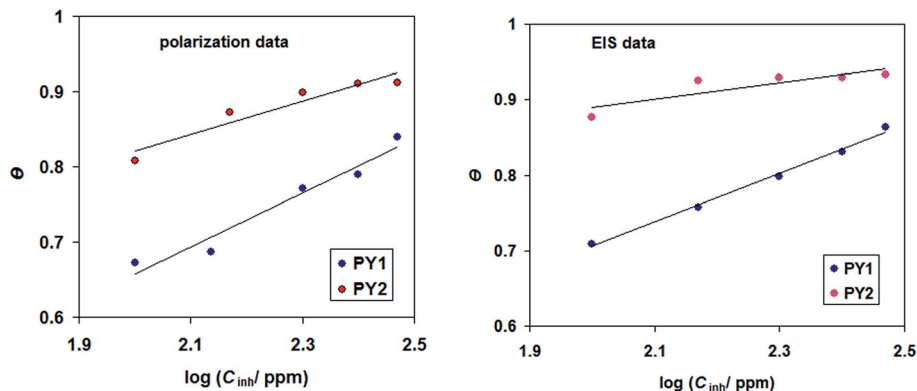 polarization data
1
0.9
0.8
0.7
0.6
Ɵ
PY1
PY2
1.9
2.1
2.3
2.5
log (C inh/ ppm)
EIS data
1
0.9
0.8
0.7
0.6
Ɵ
PY1
PY2
1.9
2.1
2.3
2.5
log (C inh/ ppm)